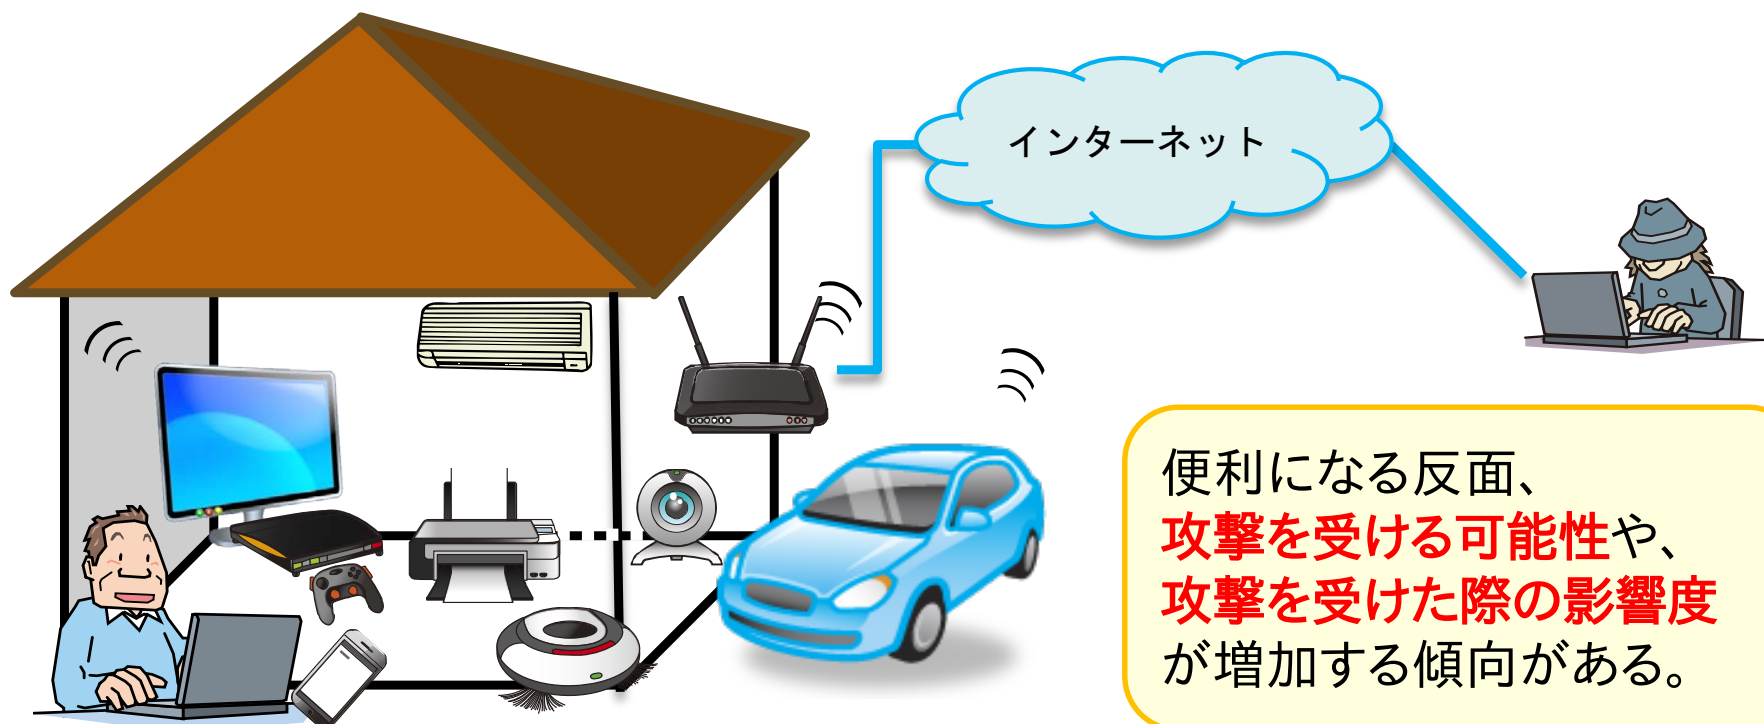 インターネット
便利になる反面、
攻撃を受ける可能性や、
攻撃を受けた際の影響度
が増加する傾向がある。